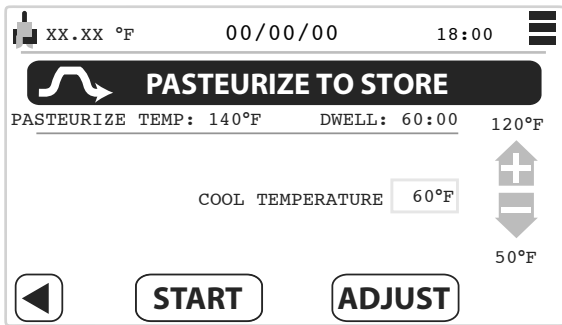 XX.XX °F 00/00/00 18:00
PASTEURIZE TO STORE
PASTEURIZE TEMP: 140°F DWELL: 60:00
120°F
COOL TEMPERATURE 60°F
50°F
START ADJUST